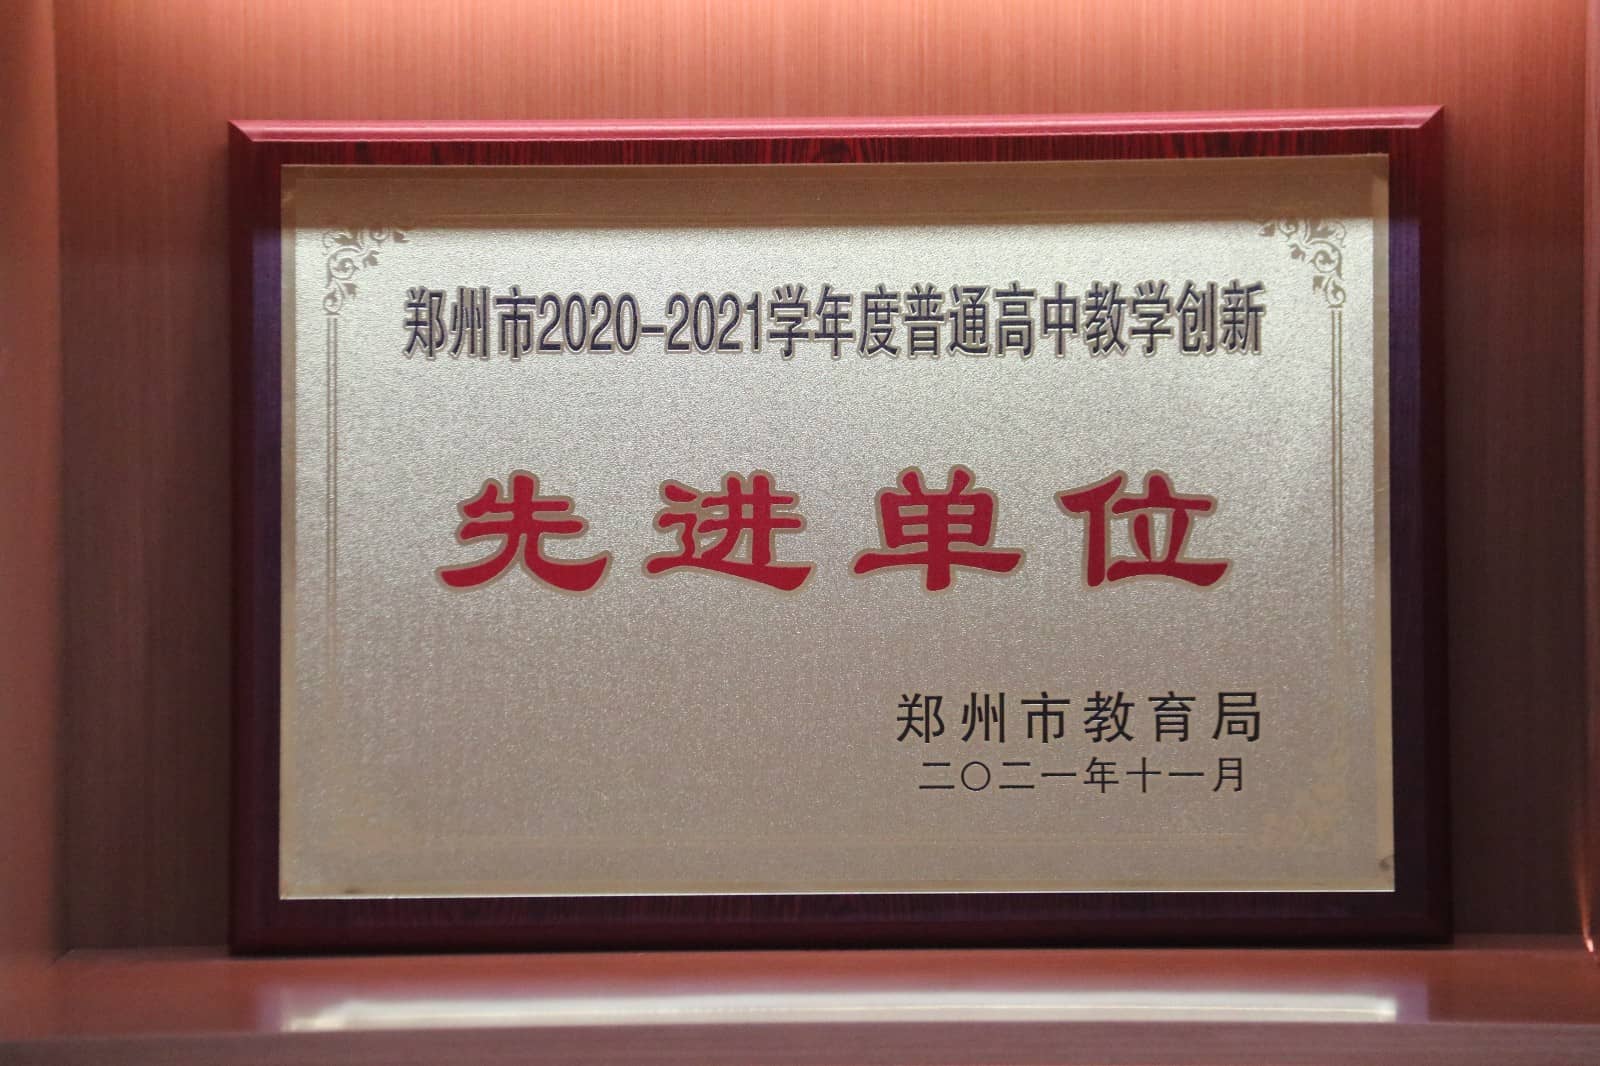 郑州市2020-2021学年度普通高中教学创新
先进单位
郑州市教育局
二〇二一年十一月